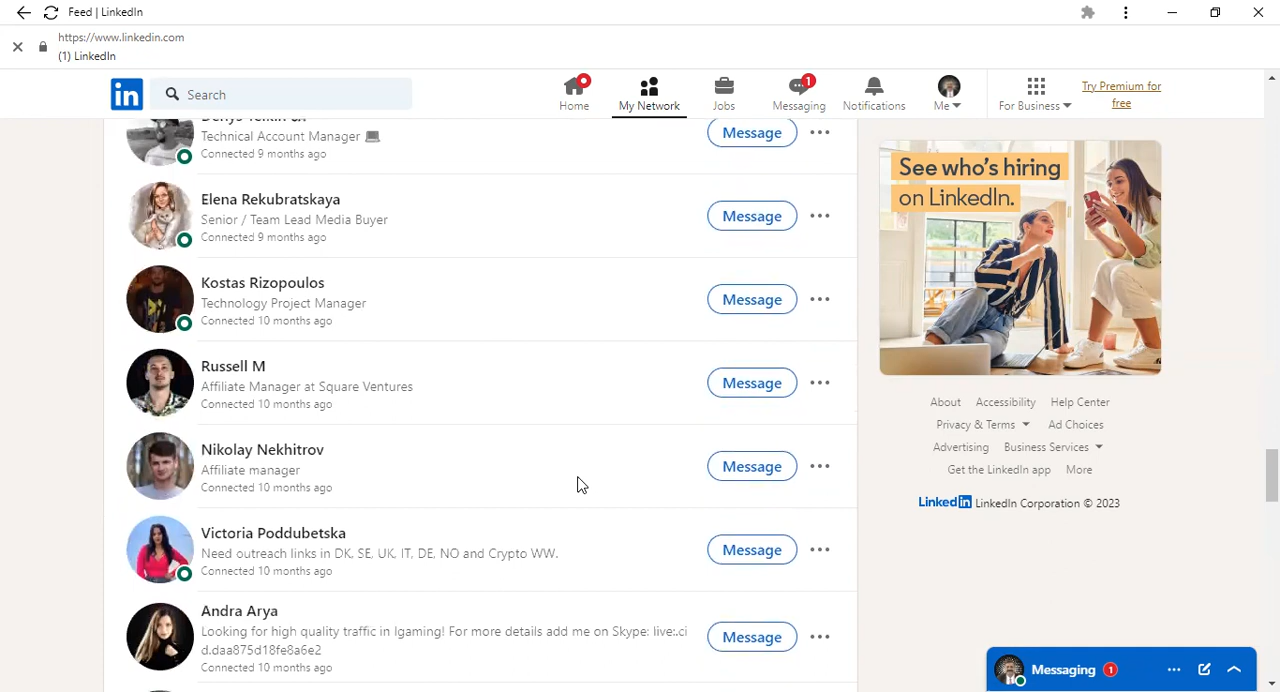 Feed | LinkedIn
https://www.linkedin.com
(1) LinkedIn
in
Search
Home
My Network
Jobs
1
Messaging
Notifications
Me
For Business
Try Premium for
free
Technical Account Manager 💻
Connected 9 months ago
Message
Elena Rekubratskaya
Senior / Team Lead Media Buyer
Connected 9 months ago
Message
Kostas Rizopoulos
Technology Project Manager
Connected 10 months ago
Message
Russell M
Affiliate Manager at Square Ventures
Connected 10 months ago
Message
Nikolay Nekhitrov
Affiliate manager
Connected 10 months ago
Message
Victoria Poddubetska
Need outreach links in DK, SE, UK, IT, DE, NO and Crypto WW.
Connected 10 months ago
Message
Andra Arya
Looking for high quality traffic in Igaming! For more details add me on Skype: live:.ci
d.daa875d18fe8a6e2
Connected 10 months ago
Message
See who's hiring
on LinkedIn.
About Accessibility Help Center
Privacy & Terms Ad Choices
Advertising Business Services
Get the LinkedIn app More
LinkedIn LinkedIn Corporation © 2023
Messaging 1